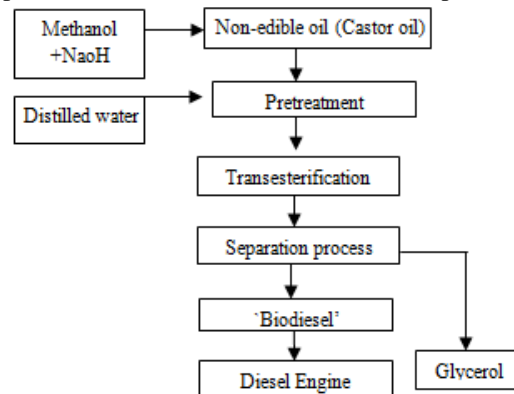 Methanol
+NaoH
Non-edible oil (Castor oil)
Distilled water
Pretreatment
Transesterification
Separation process
`Biodiesel’
Glycerol
Diesel Engine